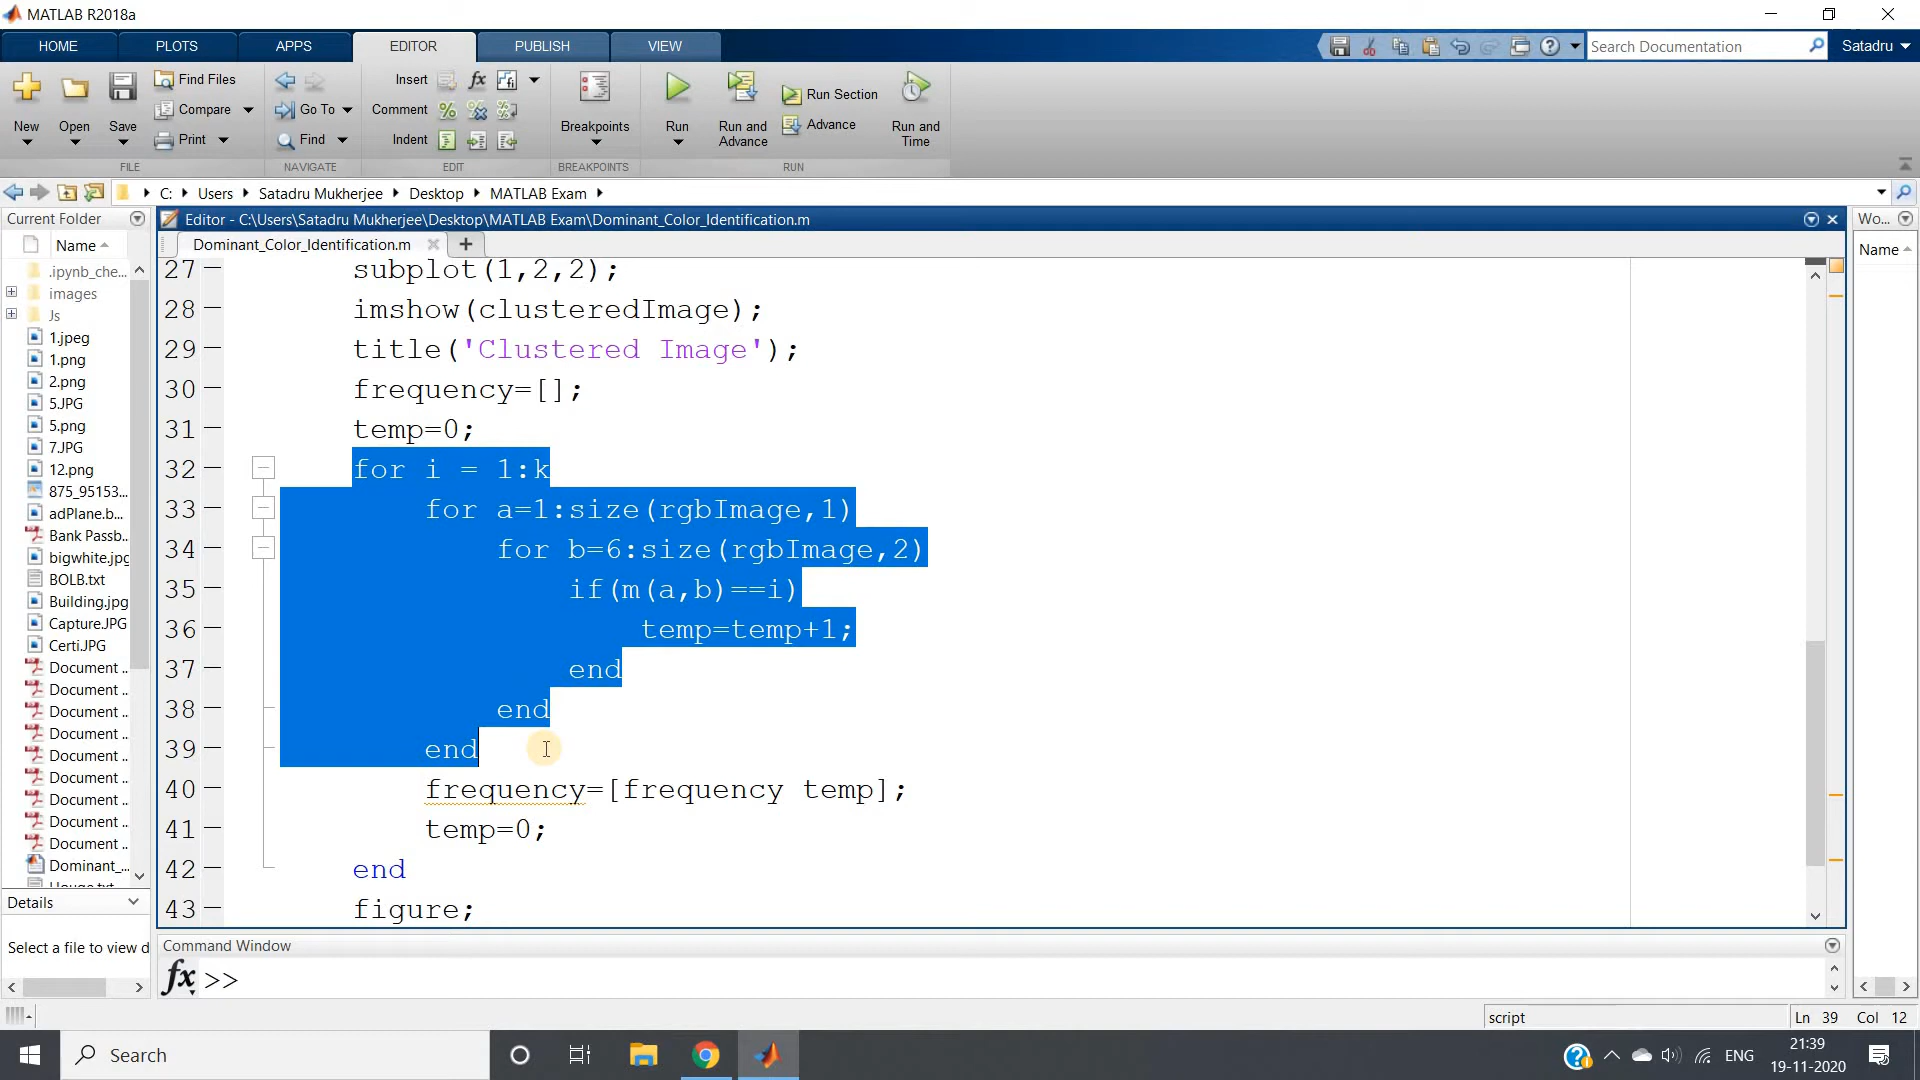 MATLAB R2018a
HOME PLOTS APPS EDITOR PUBLISH VIEW Search Documentation Satadru
New Open Save Find Files Compare Print Go To Find Insert Comment Indent Breakpoints Run Run and Advance Run Section Advance Run and Time
FILE NAVIGATE EDIT BREAKPOINTS RUN
C: Users Satadru Mukherjee Desktop MATLAB Exam
Current Folder Editor - C:\Users\Satadru Mukherjee\Desktop\MATLAB Exam\Dominant_Color_Identification.m Wo...
Name Dominant_Color_Identification.m Name
.ipynb_che...
images
Js
1.jpeg
1.png
2.png
5.JPG
5.png
7.JPG
12.png
875_95153...
adPlane.b...
Bank Passb...
bigwhite.jpg
BOLB.txt
Building.jpg
Capture.JPG
Certi.JPG
Document ...
Document ...
Document ...
Document ...
Document ...
Document ...
Document ...
Document ...
Document ...
Dominant_...
27 subplot(1,2,2);
28 imshow(clusteredImage);
29 title('Clustered Image');
30 frequency=[];
31 temp=0;
32 for i = 1:k
33 for a=1:size(rgbImage,1)
34 for b=6:size(rgbImage,2)
35 if(m(a,b)==i)
36 temp=temp+1;
37 end
38 end
39 end
40 frequency=[frequency temp];
41 temp=0;
42 end
43 figure;
Details
Select a file to view d
Command Window
fx >>
script Ln 39 Col 12
Search ENG 21:39
19-11-2020